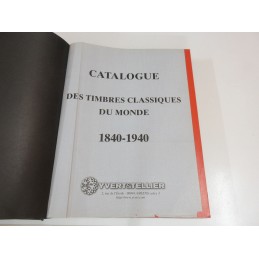 CATALOGUE
DES TIMBRES CLASSIQUES
DU MONDE
1840-1940
YVERT&TELLIER